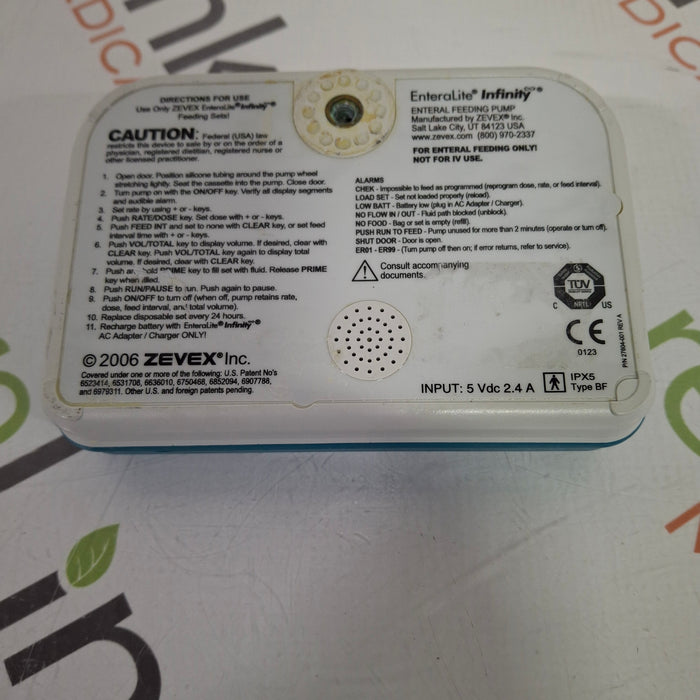 DIRECTIONS FOR USE
Use Only ZEVEX EnteraLite® Infinity®
Feeding Sets!
CAUTION: Federal (USA) law
restricts this device to sale by or on the order of a
physician, registered dietitian, registered nurse or
other licensed practitioner.
1. Open door. Position silicone tubing around the pump wheel
stretching lightly. Seat the cassette into the pump. Close door.
2. Turn pump on with the ON/OFF key. Verify all display segments
and audible alarm.
3. Set rate by using + or - keys.
4. Push RATE/DOSE key. Set dose with + or - keys.
5. Push FEED INT and set to none with CLEAR key, or set feed
interval time with + or - keys.
6. Push VOL/TOTAL key to display volume. If desired, clear with
CLEAR key. Push VOL/TOTAL key again to display total
volume. If desired, clear with CLEAR key.
7. Push and hold PRIME key to fill set with fluid. Release PRIME
key when filled.
8. Push RUN/PAUSE to run. Push again to pause.
9. Push ON/OFF to turn off (when off, pump retains rate,
dose, feed interval, and total volume).
10. Replace disposable set every 24 hours.
11. Recharge battery with EnteraLite® Infinity®
AC Adapter / Charger ONLY!
© 2006 ZEVEX® Inc.
Covered under one or more of the following: U.S. Patent No's
6523414, 6531708, 6636010, 6750468, 6852094, 6907788,
and 6979311. Other U.S. and foreign patents pending.
EnteraLite® Infinity®
ENTERAL FEEDING PUMP
Manufactured by ZEVEX® Inc.
Salt Lake City, UT 84123 USA
www.zevex.com (800) 970-2337
FOR ENTERAL FEEDING ONLY!
NOT FOR IV USE.
ALARMS
CHEK - Impossible to feed as programmed (reprogram dose, rate, or feed interval).
LOAD SET - Set not loaded properly (reload).
LOW BATT - Battery low (plug in AC Adapter / Charger).
NO FLOW IN / OUT - Fluid path blocked (unblock).
NO FOOD - Bag or set is empty (refill).
PUSH RUN TO FEED - Pump unused for more than 2 minutes (operate or turn off).
SHUT DOOR - Door is open.
ER01 - ER99 - (Turn pump off then on; if error returns, refer to service).
Consult accompanying
documents.
TUV
NRTL
C US
CE
0123
INPUT: 5 Vdc 2.4 A
IPX5
Type BF
P/N 27604-001 REV A
nk
MEDICA
in